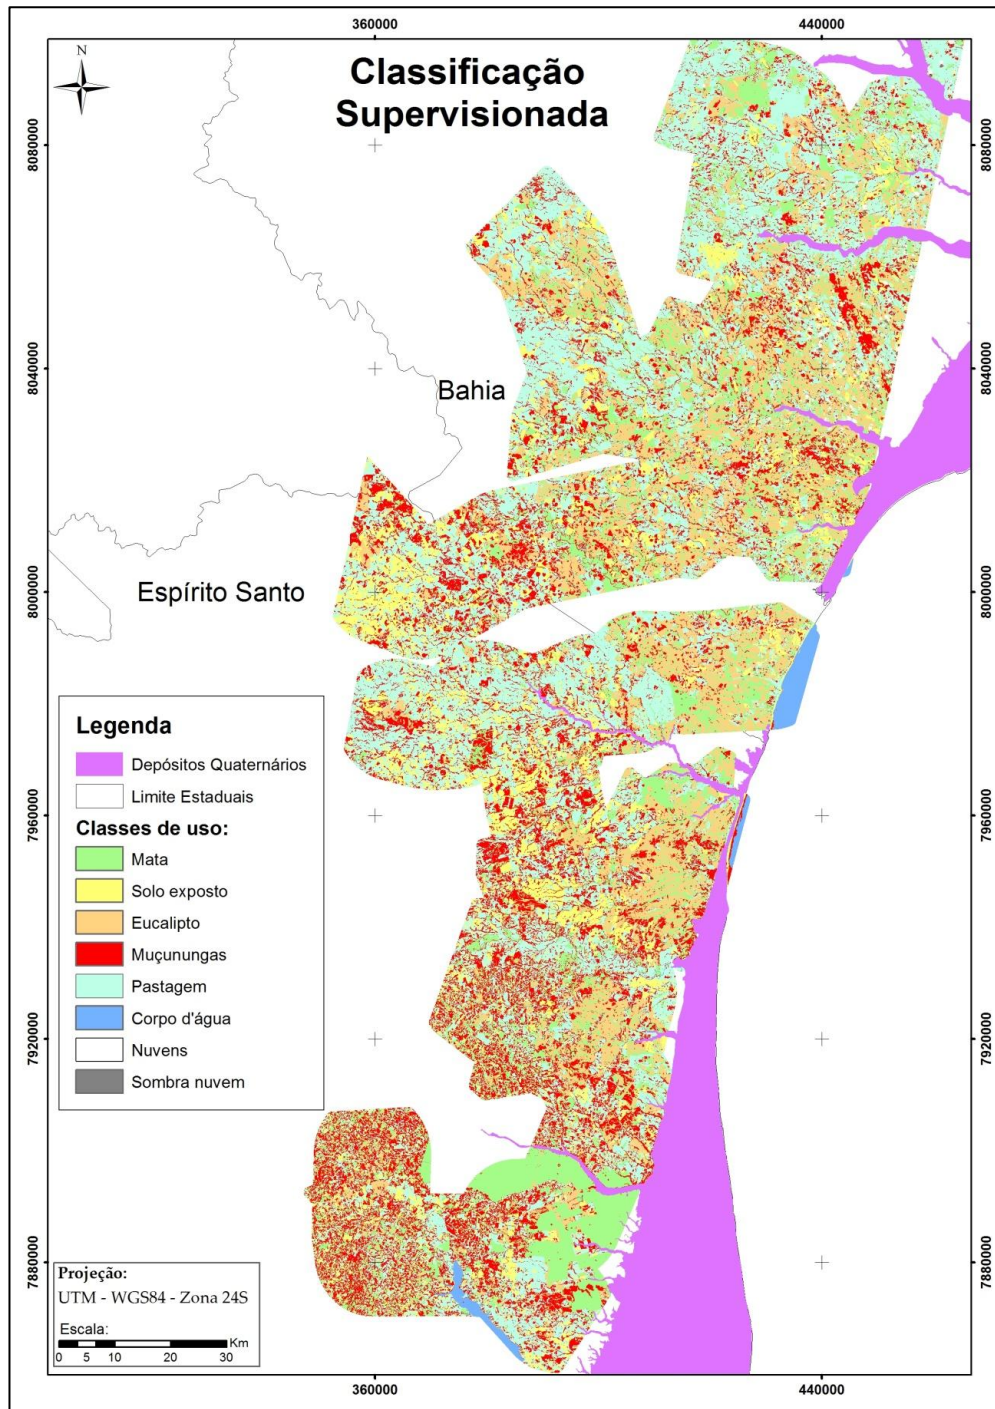 360000
440000
N
Classificação
Supervisionada
8080000
8080000
8040000
8040000
Bahia
8000000
Espírito Santo
8000000
Legenda
Depósitos Quaternários
Limite Estaduais
Classes de uso:
Mata
Solo exposto
Eucalipto
Muçunungas
Pastagem
Corpo d'água
Nuvens
Sombra nuvem
7960000
7960000
7920000
7920000
7880000
7880000
Projeção:
UTM - WGS84 - Zona 24S
Escala:
Km
0 5 10 20 30
360000
440000